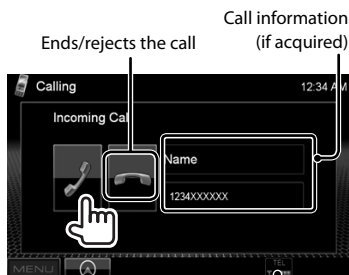 Call information
(if acquired)
Ends/rejects the call
Calling
12:34 AM
Incoming Call
Name
1234XXXXXX
MENU
TEL